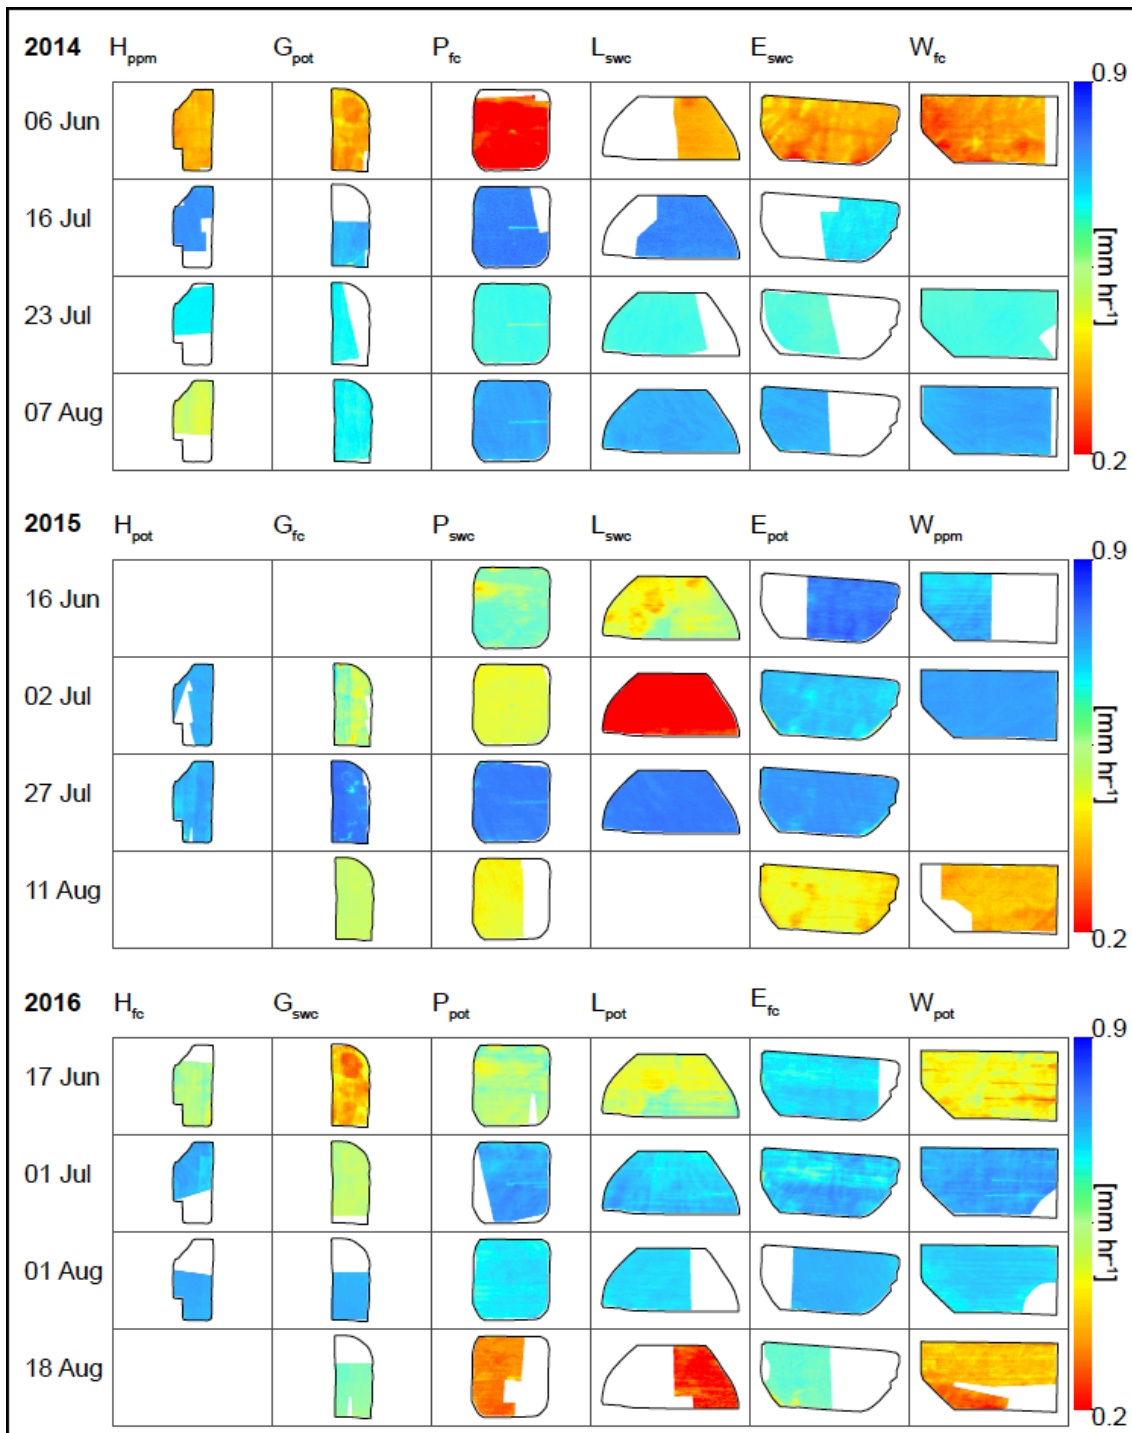 2014 Hppm Gpot Pfc Lswc Eswc Wfc
0.9
06 Jun
16 Jul
[mm hr⁻¹]
23 Jul
07 Aug
0.2
2015 Hpot Gfc Pswc Lswc Epot Wppm
0.9
16 Jun
02 Jul
[mm hr⁻¹]
27 Jul
11 Aug
0.2
2016 Hfc Gswc Ppot Lpot Efc Wpot
0.9
17 Jun
01 Jul
[mm hr⁻¹]
01 Aug
18 Aug
0.2